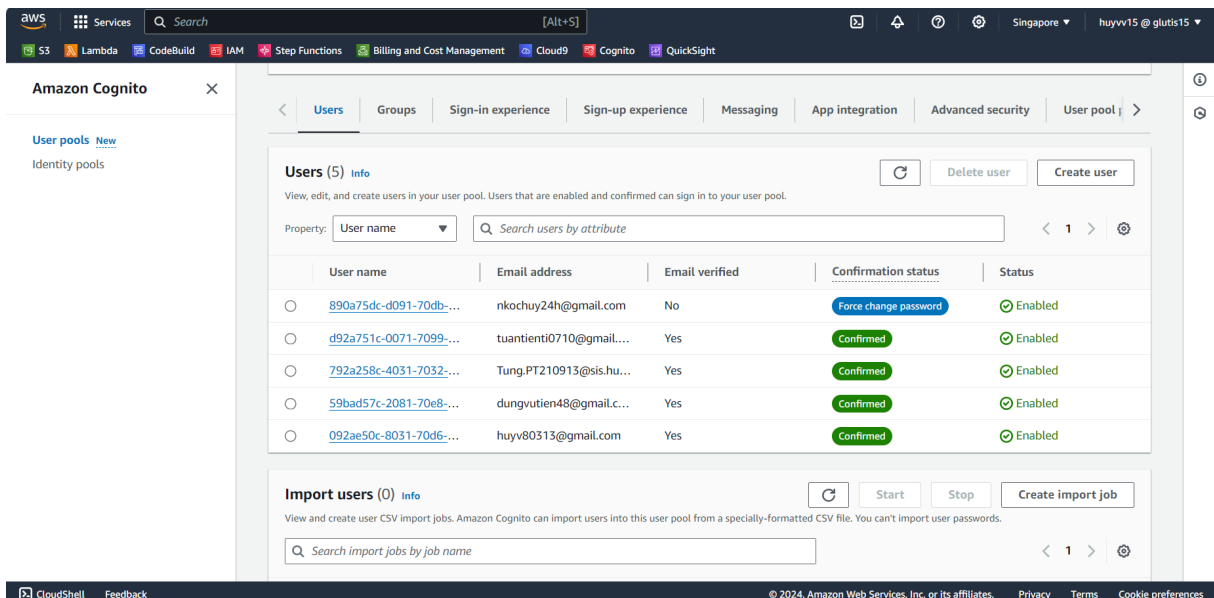 aws Services Search [Alt+S] Singapore ▼ huyvv15 @ glutis15 ▼
S3 Lambda CodeBuild IAM Step Functions Billing and Cost Management Cloud9 Cognito QuickSight
Amazon Cognito
User pools New
Identity pools
Users Groups Sign-in experience Sign-up experience Messaging App integration Advanced security User pool p
Users (5) Info
Delete user Create user
View, edit, and create users in your user pool. Users that are enabled and confirmed can sign in to your user pool.
Property: User name Search users by attribute 1
User name Email address Email verified Confirmation status Status
890a75dc-d091-70db-... nkochuy24h@gmail.com No Force change password Enabled
d92a751c-0071-7099-... tuantienti0710@gmail.... Yes Confirmed Enabled
792a258c-4031-7032-... Tung.PT210913@sis.hu... Yes Confirmed Enabled
59bad57c-2081-70e8-... dungvutien48@gmail.c... Yes Confirmed Enabled
092ae50c-8031-70d6-... huyv80313@gmail.com Yes Confirmed Enabled
Import users (0) Info
Start Stop Create import job
View and create user CSV import jobs. Amazon Cognito can import users into this user pool from a specially-formatted CSV file. You can't import user passwords.
Search import jobs by job name 1
CloudShell Feedback © 2024, Amazon Web Services, Inc. or its affiliates. Privacy Terms Cookie preferences